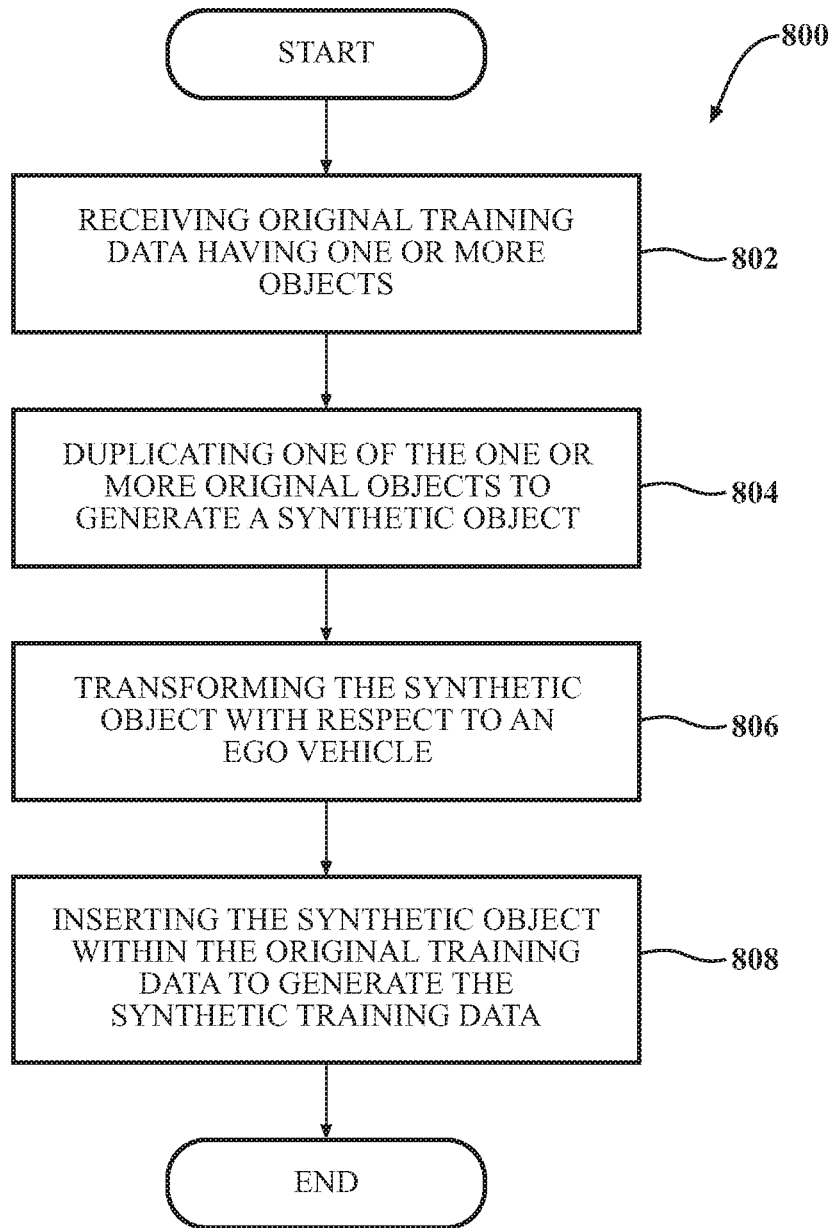 START
800
RECEIVING ORIGINAL TRAINING
DATA HAVING ONE OR MORE
OBJECTS
802
DUPLICATING ONE OF THE ONE OR
MORE ORIGINAL OBJECTS TO
GENERATE A SYNTHETIC OBJECT
804
TRANSFORMING THE SYNTHETIC
OBJECT WITH RESPECT TO AN
EGO VEHICLE
806
INSERTING THE SYNTHETIC OBJECT
WITHIN THE ORIGINAL TRAINING
DATA TO GENERATE THE
SYNTHETIC TRAINING DATA
808
END